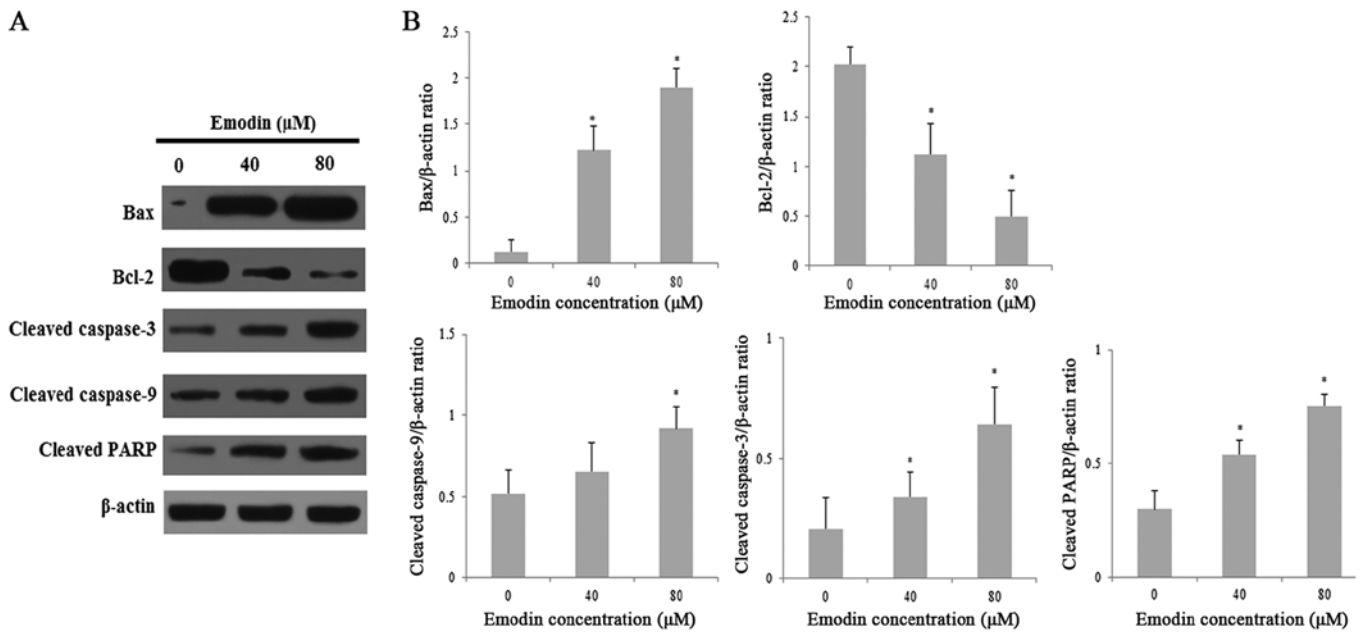 A
Emodin (μM)
0 40 80
Bax
Bcl-2
Cleaved caspase-3
Cleaved caspase-9
Cleaved PARP
β-actin
B
Bax/β-actin ratio
2.5
2
1.5
1
0.5
0
*
*
0 40 80
Emodin concentration (μM)
Bcl-2/β-actin ratio
2.5
2
1.5
1
0.5
0
*
*
0 40 80
Emodin concentration (μM)
Cleaved caspase-9/β-actin ratio
1.5
1
0.5
0
*
0 40 80
Emodin concentration (μM)
Cleaved caspase-3/β-actin ratio
1
0.5
0
*
*
0 40 80
Emodin concentration (μM)
Cleaved PARP/β-actin ratio
1
0.5
0
*
*
0 40 80
Emodin concentration (μM)